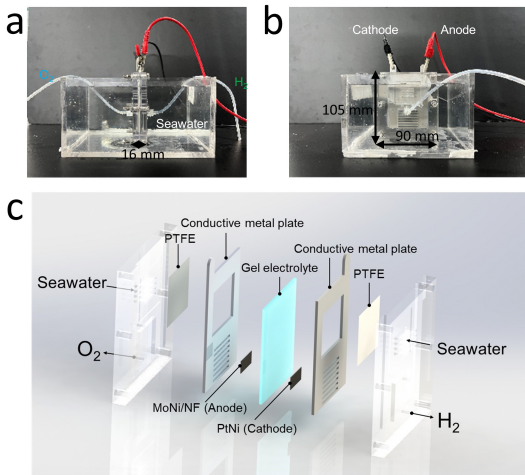 a
O₂
H₂
Seawater
16 mm
b
Cathode
Anode
105 mm
90 mm
c
Conductive metal plate
PTFE
Gel electrolyte
Conductive metal plate
PTFE
Seawater
O₂
MoNi/NF (Anode)
PtNi (Cathode)
Seawater
H₂